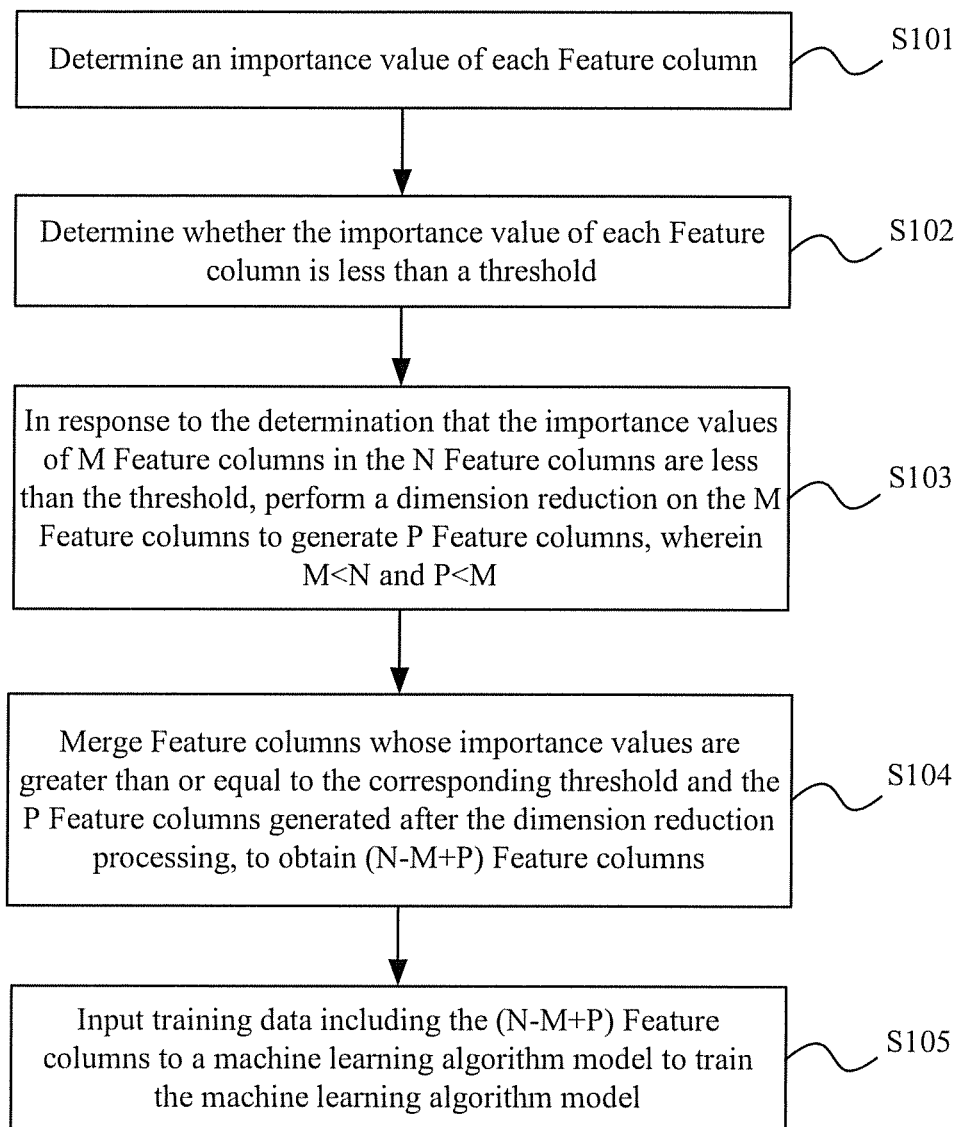 Determine an importance value of each Feature column
S101
Determine whether the importance value of each Feature
column is less than a threshold
S102
In response to the determination that the importance values
of M Feature columns in the N Feature columns are less
than the threshold, perform a dimension reduction on the M
Feature columns to generate P Feature columns, wherein
M<N and P<M
S103
Merge Feature columns whose importance values are
greater than or equal to the corresponding threshold and the
P Feature columns generated after the dimension reduction
processing, to obtain (N-M+P) Feature columns
S104
Input training data including the (N-M+P) Feature
columns to a machine learning algorithm model to train
the machine learning algorithm model
S105